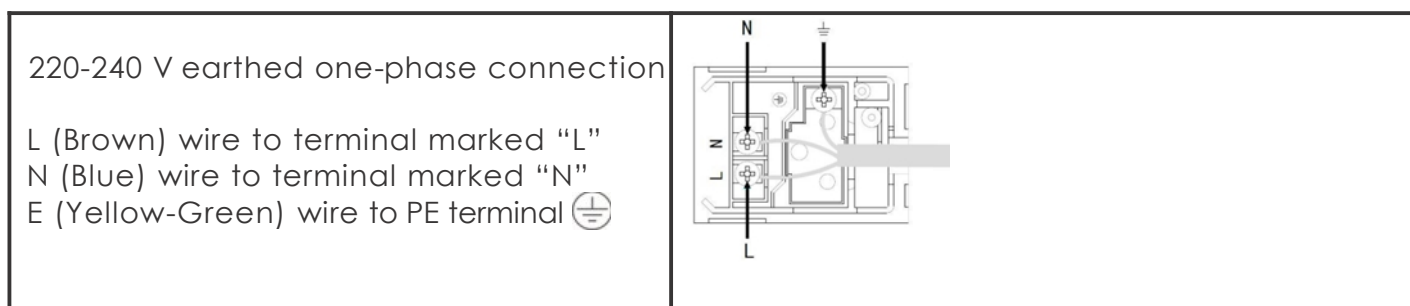 220-240 V earthed one-phase connection
L (Brown) wire to terminal marked “L”
N (Blue) wire to terminal marked “N”
E (Yellow-Green) wire to PE terminal
N
N
L
L